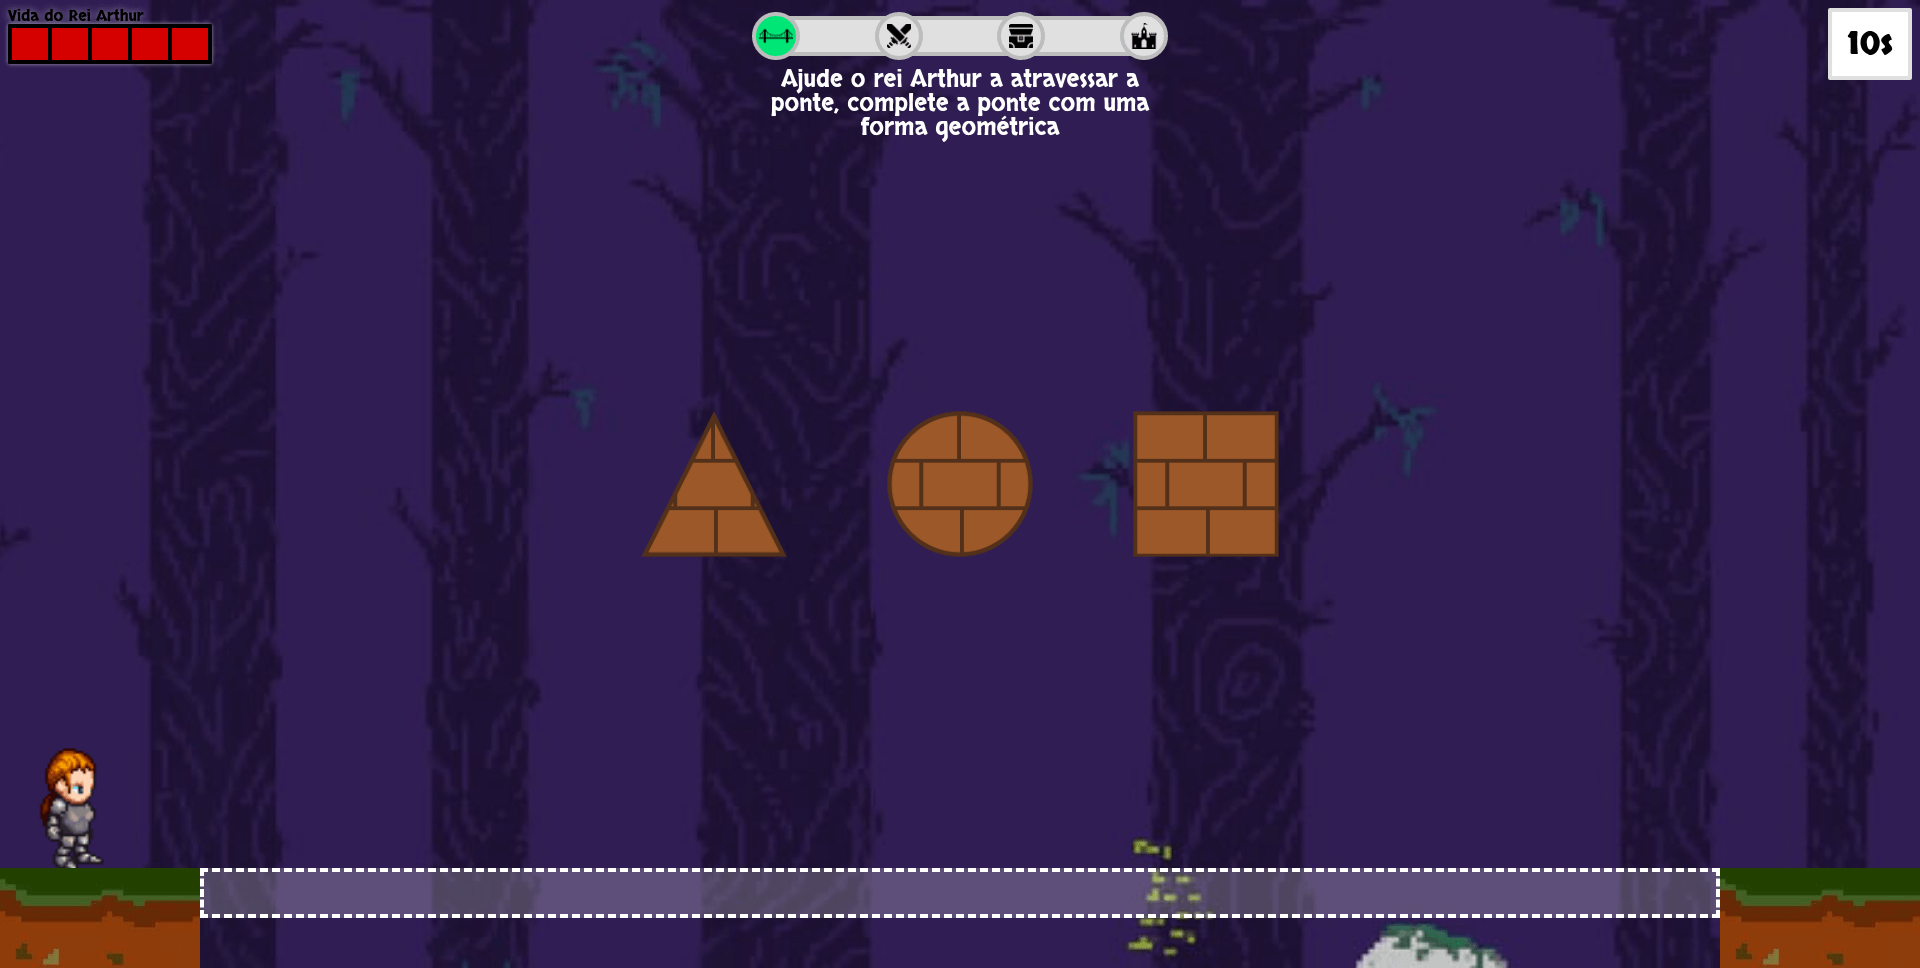 Vida do Rei Arthur
10s
Ajude o rei Arthur a atravessar a
ponte, complete a ponte com uma
forma geométrica